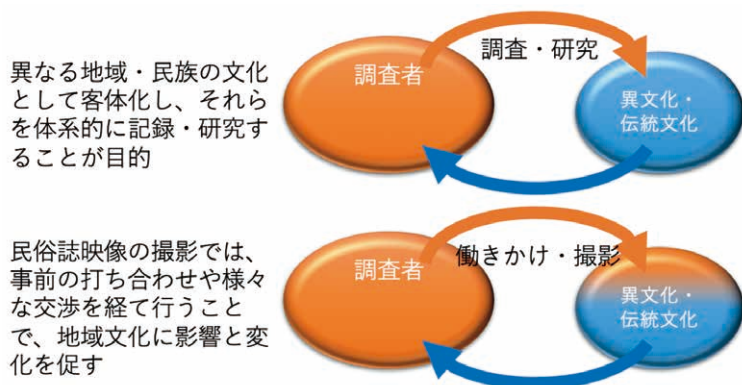 異なる地域・民族の文化
として客体化し、それら
を体系的に記録・研究す
ることが目的
調査者
調査・研究
異文化・
伝統文化
民俗誌映像の撮影では、
事前の打ち合わせや様々
な交渉を経て行うこと
で、地域文化に影響と変
化を促す
調査者
働きかけ・撮影
異文化・
伝統文化